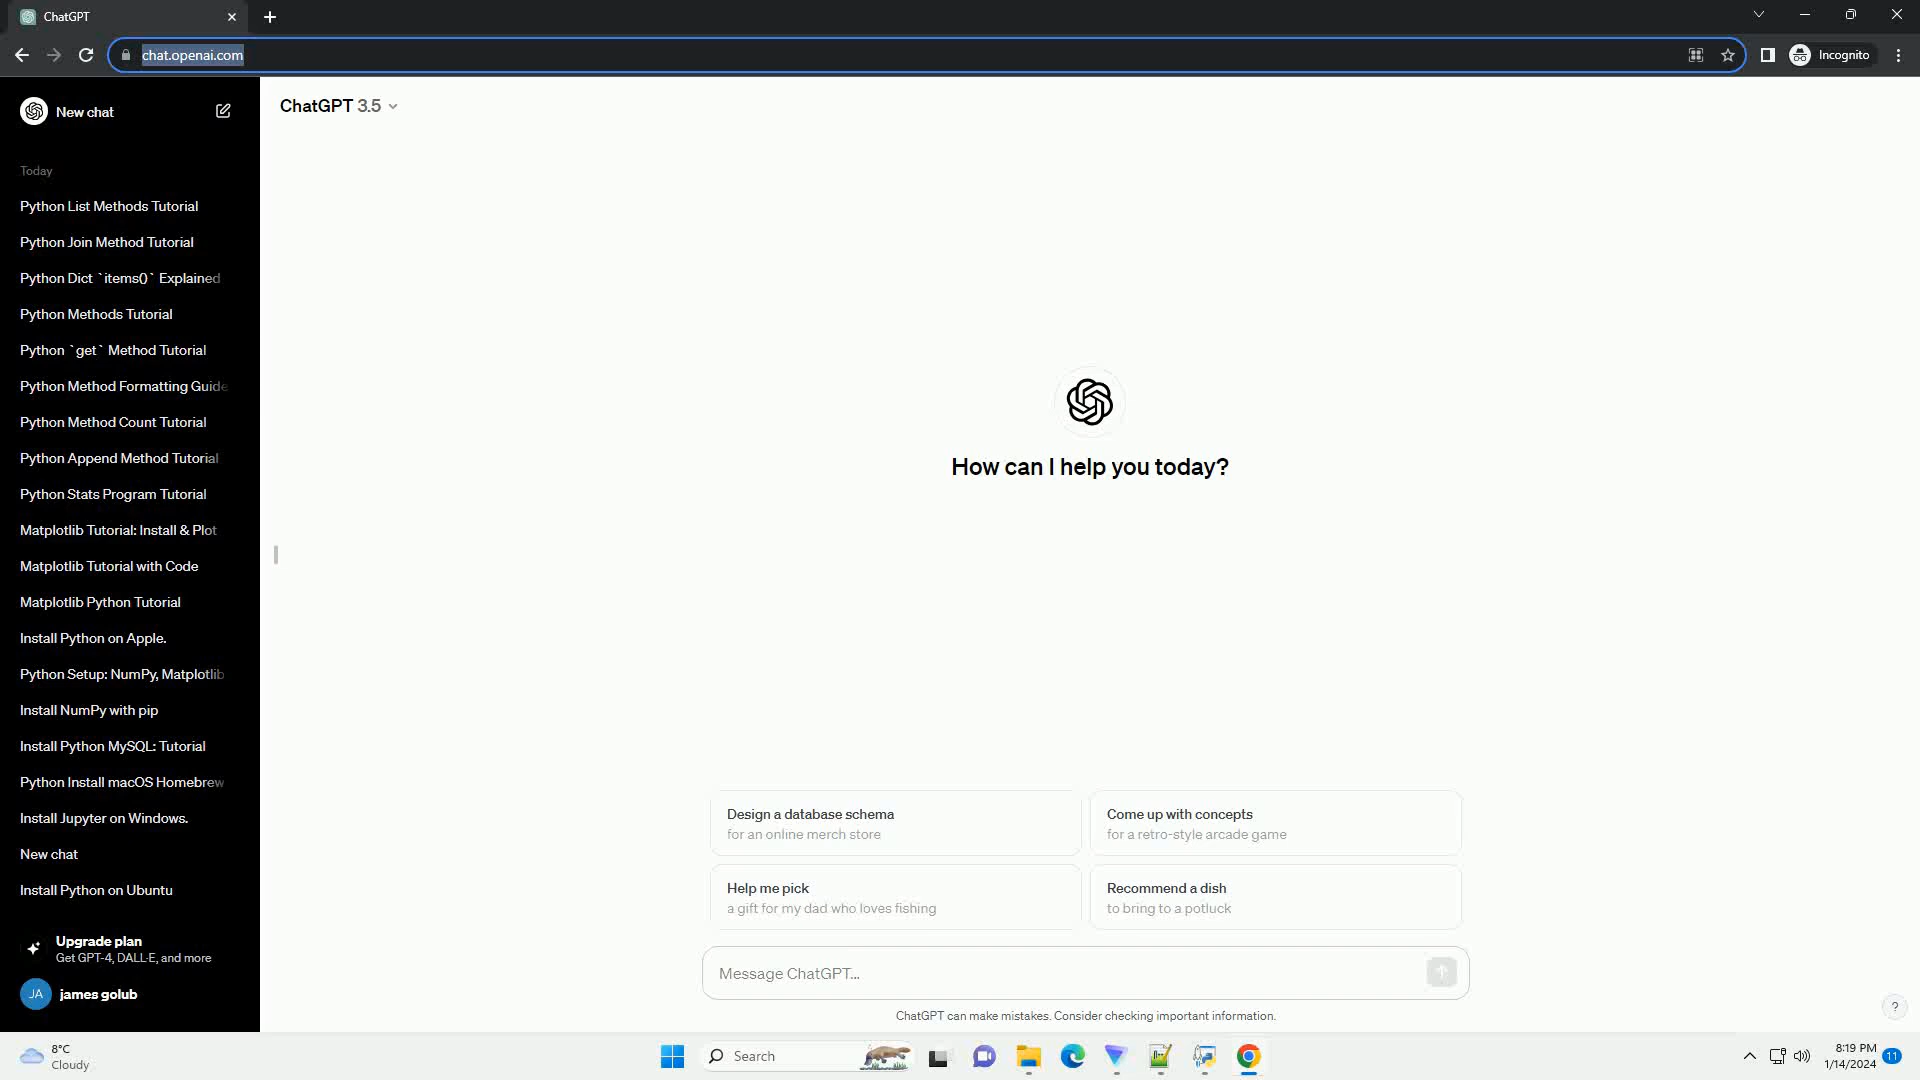 ChatGPT
chat.openai.com
Incognito
New chat
ChatGPT 3.5
Today
Python List Methods Tutorial
Python Join Method Tutorial
Python Dict `items()` Explained
Python Methods Tutorial
Python `get` Method Tutorial
Python Method Formatting Guide
Python Method Count Tutorial
Python Append Method Tutorial
Python Stats Program Tutorial
Matplotlib Tutorial: Install & Plot
Matplotlib Tutorial with Code
Matplotlib Python Tutorial
Install Python on Apple.
Python Setup: NumPy, Matplotlib
Install NumPy with pip
Install Python MySQL: Tutorial
Python Install macOS Homebrew
Install Jupyter on Windows.
New chat
Install Python on Ubuntu
Upgrade plan
Get GPT-4, DALL·E, and more
JA james golub
How can I help you today?
Design a database schema
for an online merch store
Come up with concepts
for a retro-style arcade game
Help me pick
a gift for my dad who loves fishing
Recommend a dish
to bring to a potluck
Message ChatGPT...
ChatGPT can make mistakes. Consider checking important information.
?
8°C
Cloudy
Search
8:19 PM
1/14/2024
11